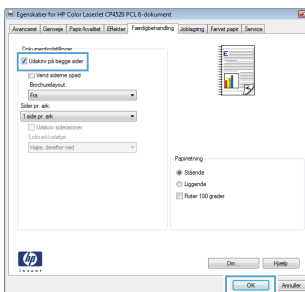 Egenskaber for HP Color LaserJet CP4520 PCL 6-dokument
Avanceret Genveje Papir/kvalitet Effekter Færdigbehandling Joblagring Farvet papir Service
Dokumentindstillinger
Udskriv på begge sider
Vend siderne opad
Brochurelayout:
Fra
Sider pr. ark:
1 side pr. ark
Udskriv siderammer
Siderækkefølge:
Højre, derefter ned
E
Papirretning
Stående
Liggende
Roter 180 grader
hp
invent
Om... Hjælp
OK Annuller